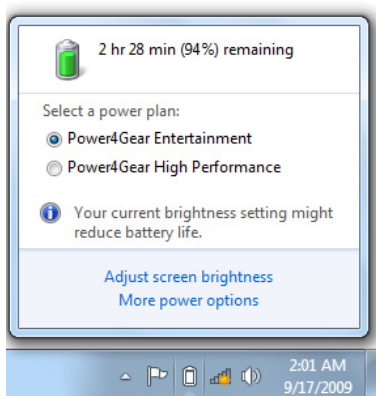 2 hr 28 min (94%) remaining
Select a power plan:
Power4Gear Entertainment
Power4Gear High Performance
Your current brightness setting might
reduce battery life.
Adjust screen brightness
More power options
2:01 AM
9/17/2009